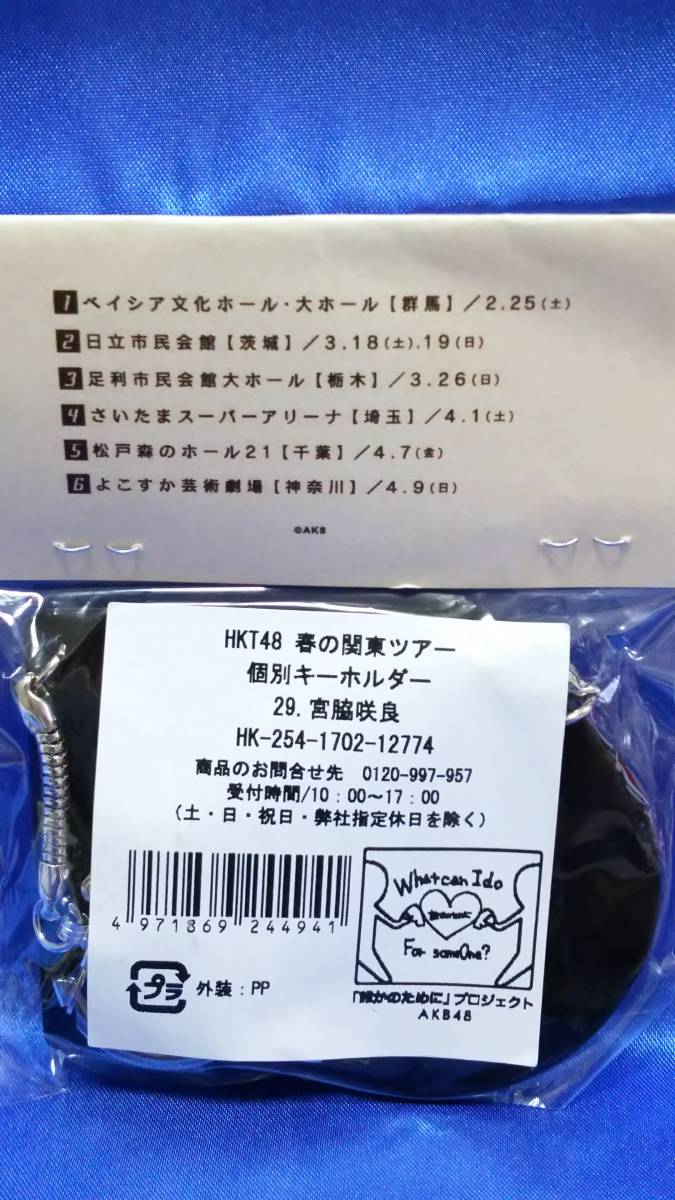 1 ベイシア文化ホール・大ホール【群馬】/2.25(土)
2 日立市民会館【茨城】/3.18(土).19(日)
3 足利市民会館大ホール【栃木】/3.26(日)
4 さいたまスーパーアリーナ【埼玉】/4.1(土)
5 松戸森のホール21【千葉】/4.7(金)
6 よこすか芸術劇場【神奈川】/4.9(日)
©AKS
HKT48 春の関東ツアー
個別キーホルダー
29. 宮脇咲良
HK-254-1702-12774
商品のお問合せ先 0120-997-957
受付時間/10:00〜17:00
(土・日・祝日・弊社指定休日を除く)
4 971869 244941
What can I do
For someOne?
プラ 外装:PP
「誰かのために」プロジェクト
AKB48